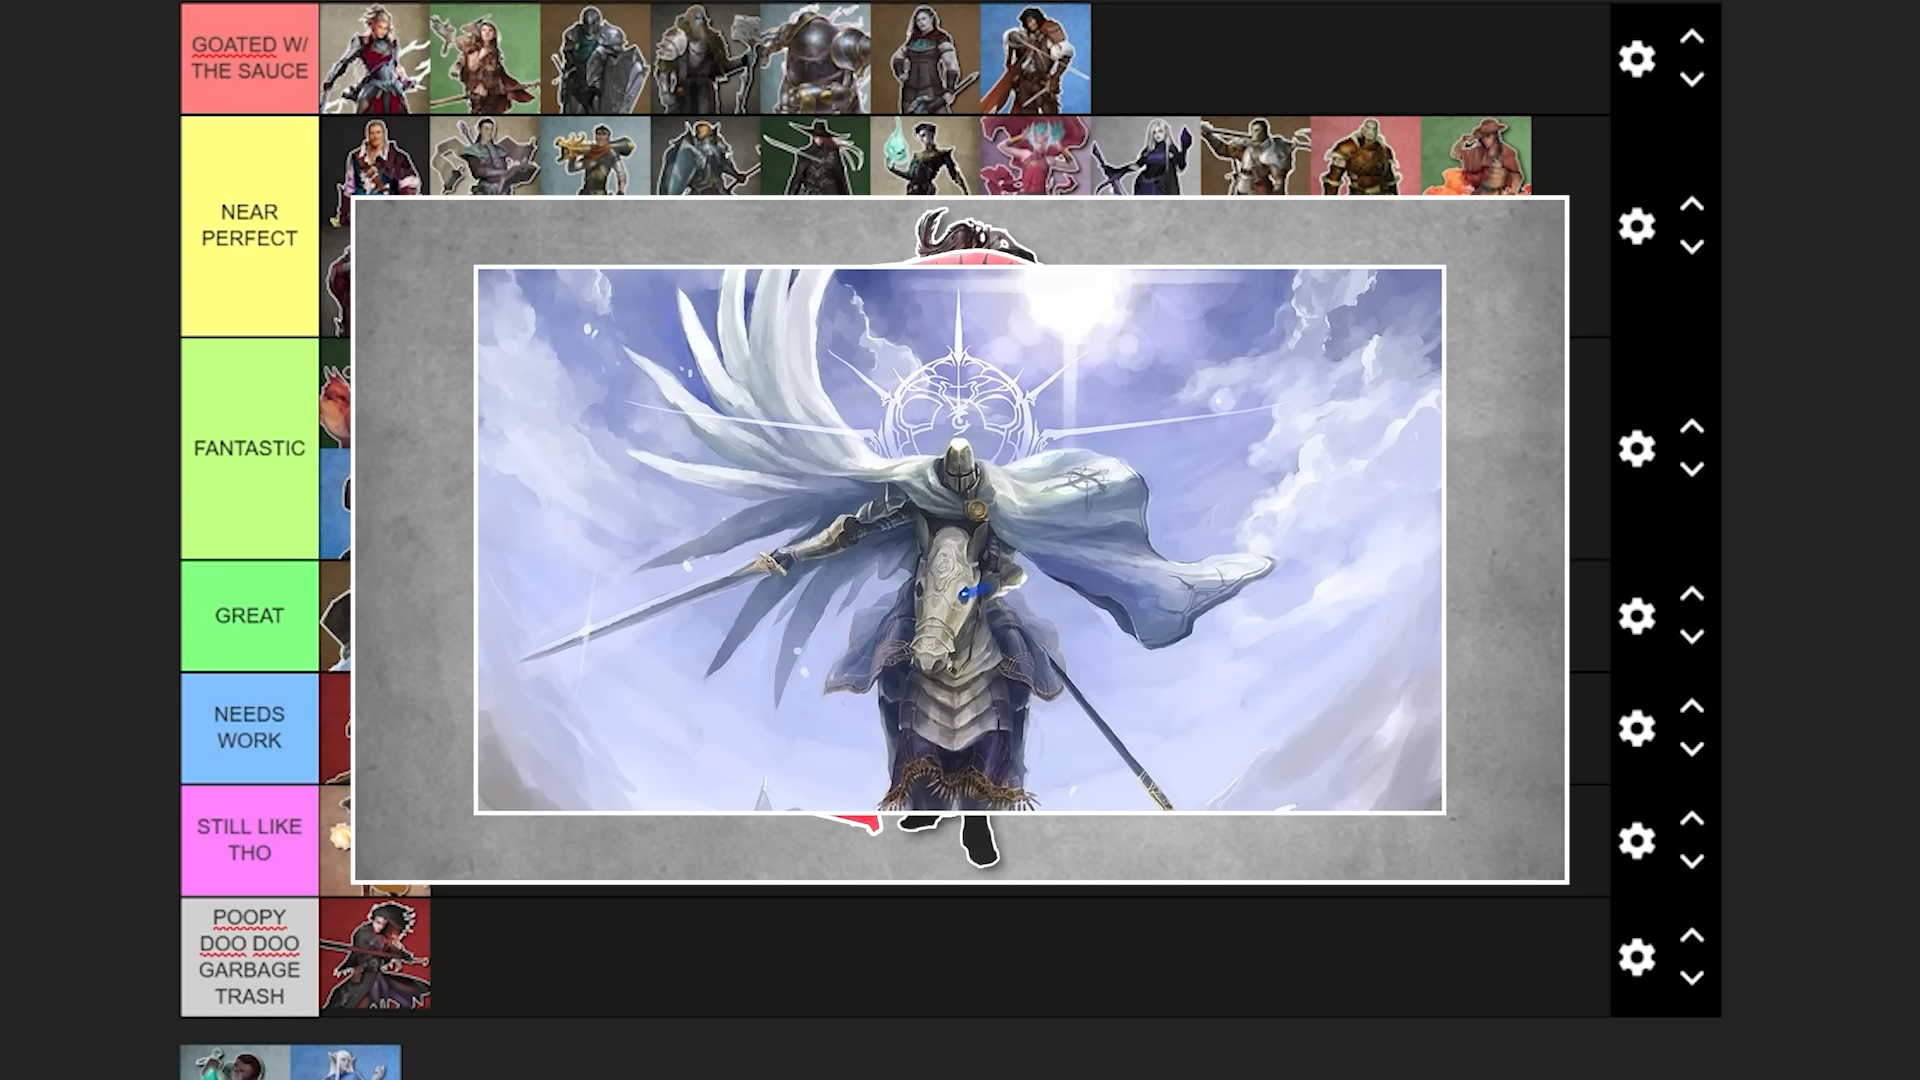 GOATED W/
THE SAUCE
NEAR
PERFECT
FANTASTIC
GREAT
NEEDS
WORK
STILL LIKE
THO
POOPY
DOO DOO
GARBAGE
TRASH